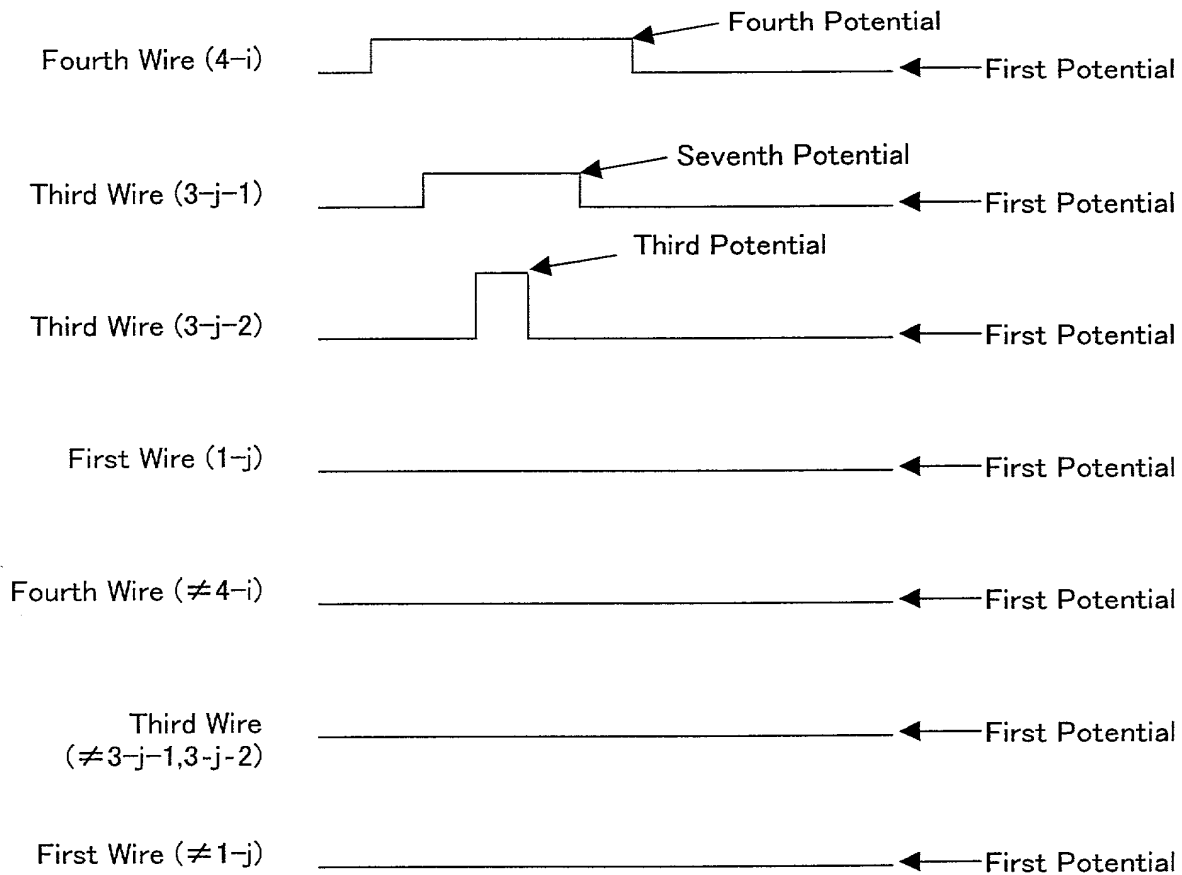 Fourth Potential
Fourth Wire (4-i)
First Potential
Seventh Potential
Third Wire (3-j-1)
First Potential
Third Potential
Third Wire (3-j-2)
First Potential
First Wire (1-j)
First Potential
Fourth Wire (≠4-i)
First Potential
Third Wire
(≠3-j-1,3-j-2)
First Potential
First Wire (≠1-j)
First Potential